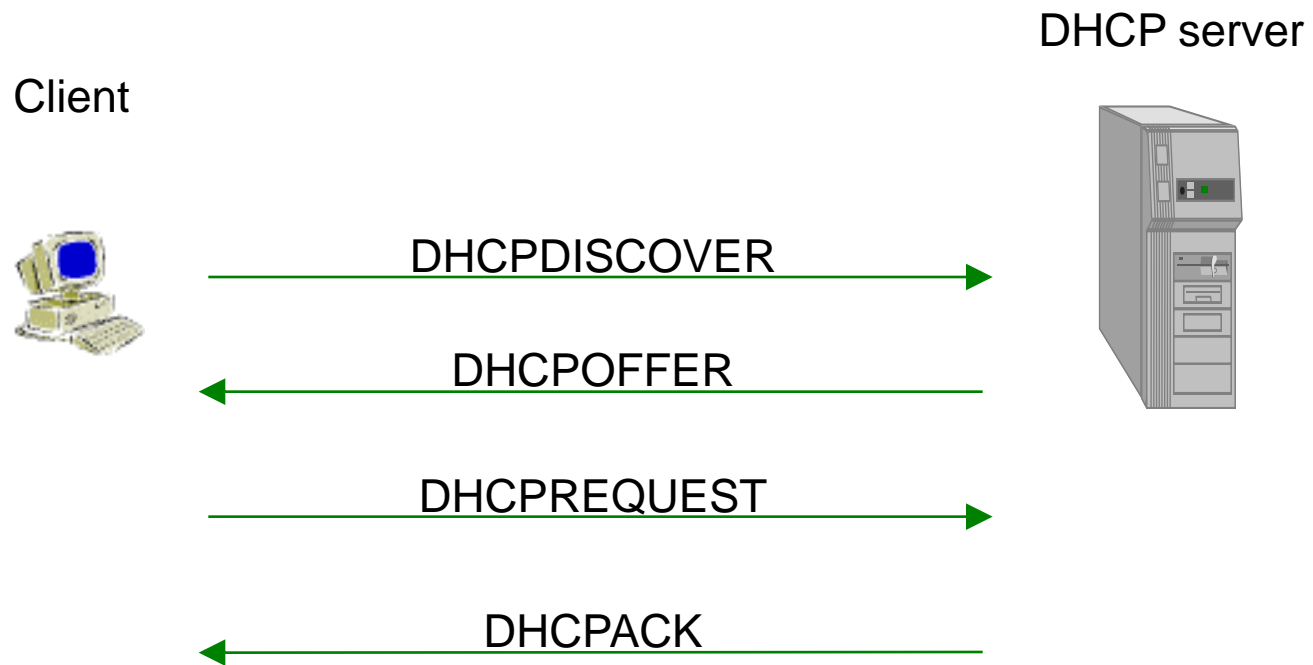 DHCP server
Client
DHCPDISCOVER
DHCPOFFER
DHCPREQUEST
DHCPACK